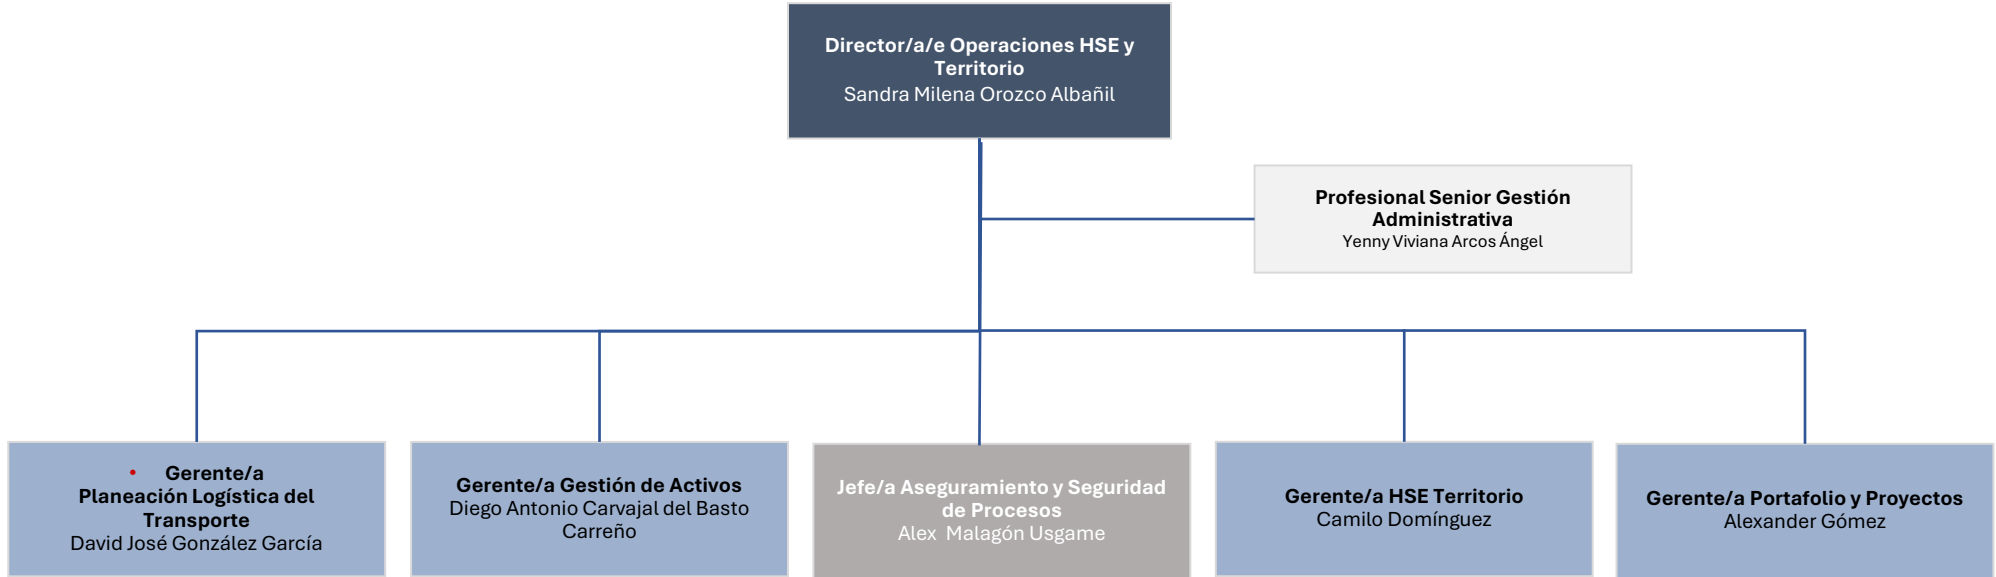 Director/a/e Operaciones HSE y
Territorio
Sandra Milena Orozco Albañil
Profesional Senior Gestión
Administrativa
Yenny Viviana Arcos Ángel
• Gerente/a
Planeación Logística del
Transporte
David José González García
Gerente/a Gestión de Activos
Diego Antonio Carvajal del Basto
Carreño
Jefe/a Aseguramiento y Seguridad
de Procesos
Alex Malagón Usgame
Gerente/a HSE Territorio
Camilo Domínguez
Gerente/a Portafolio y Proyectos
Alexander Gómez